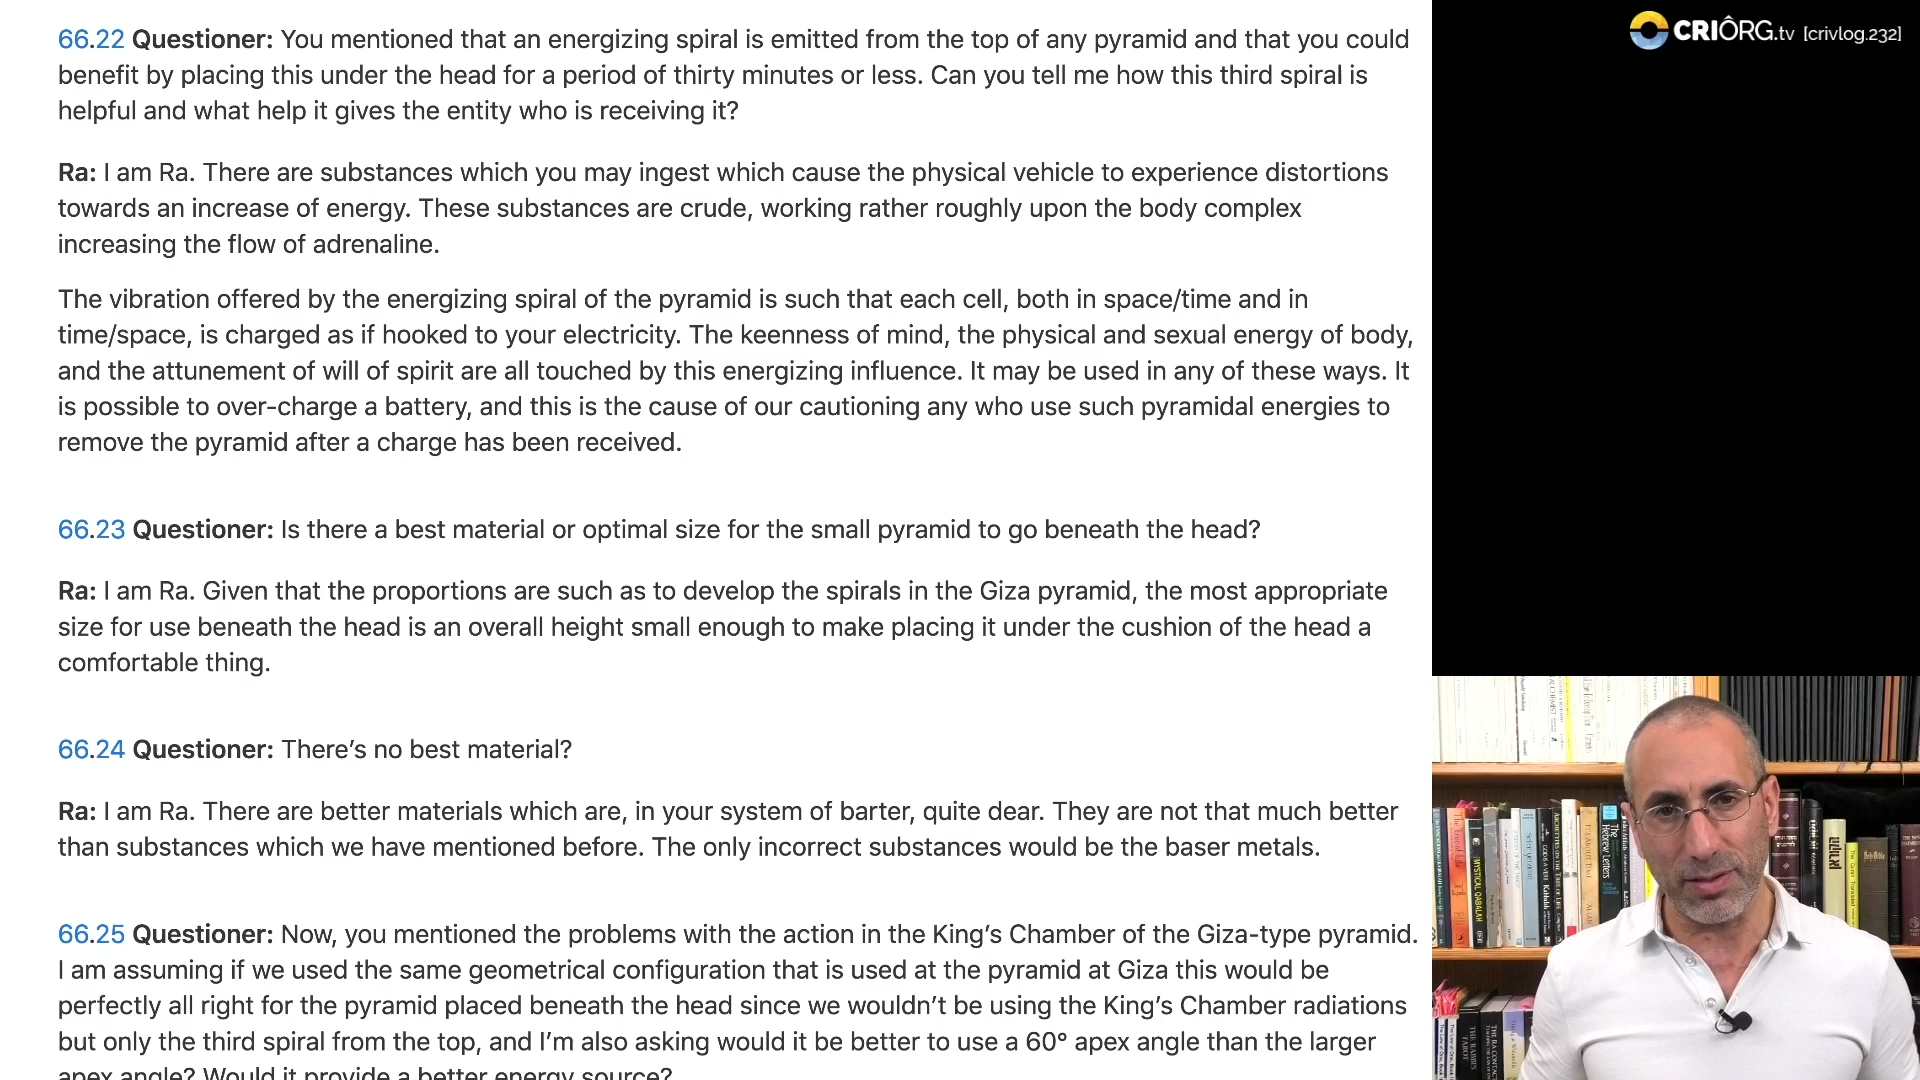 66.22 Questioner: You mentioned that an energizing spiral is emitted from the top of any pyramid and that you could
benefit by placing this under the head for a period of thirty minutes or less. Can you tell me how this third spiral is
helpful and what help it gives the entity who is receiving it?
Ra: I am Ra. There are substances which you may ingest which cause the physical vehicle to experience distortions
towards an increase of energy. These substances are crude, working rather roughly upon the body complex
increasing the flow of adrenaline.
The vibration offered by the energizing spiral of the pyramid is such that each cell, both in space/time and in
time/space, is charged as if hooked to your electricity. The keenness of mind, the physical and sexual energy of body,
and the attunement of will of spirit are all touched by this energizing influence. It may be used in any of these ways. It
is possible to over-charge a battery, and this is the cause of our cautioning any who use such pyramidal energies to
remove the pyramid after a charge has been received.
66.23 Questioner: Is there a best material or optimal size for the small pyramid to go beneath the head?
Ra: I am Ra. Given that the proportions are such as to develop the spirals in the Giza pyramid, the most appropriate
size for use beneath the head is an overall height small enough to make placing it under the cushion of the head a
comfortable thing.
66.24 Questioner: There's no best material?
Ra: I am Ra. There are better materials which are, in your system of barter, quite dear. They are not that much better
than substances which we have mentioned before. The only incorrect substances would be the baser metals.
66.25 Questioner: Now, you mentioned the problems with the action in the King's Chamber of the Giza-type pyramid.
I am assuming if we used the same geometrical configuration that is used at the pyramid at Giza this would be
perfectly all right for the pyramid placed beneath the head since we wouldn't be using the King's Chamber radiations
but only the third spiral from the top, and I'm also asking would it be better to use a 60° apex angle than the larger
apex angle? Would it provide a better energy source?
CRIÔRG.tv [crivlog.232]
MYSTICAL QABALAH
The Hebrew Letters